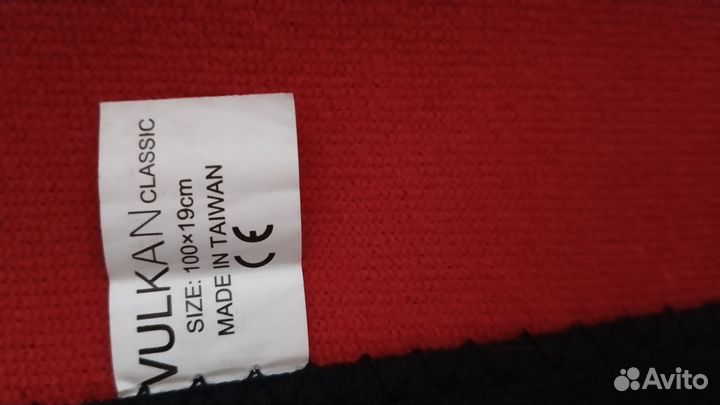 VULKAN CLASSIC
SIZE: 100×19cm
MADE IN TAIWAN
CE
Avito